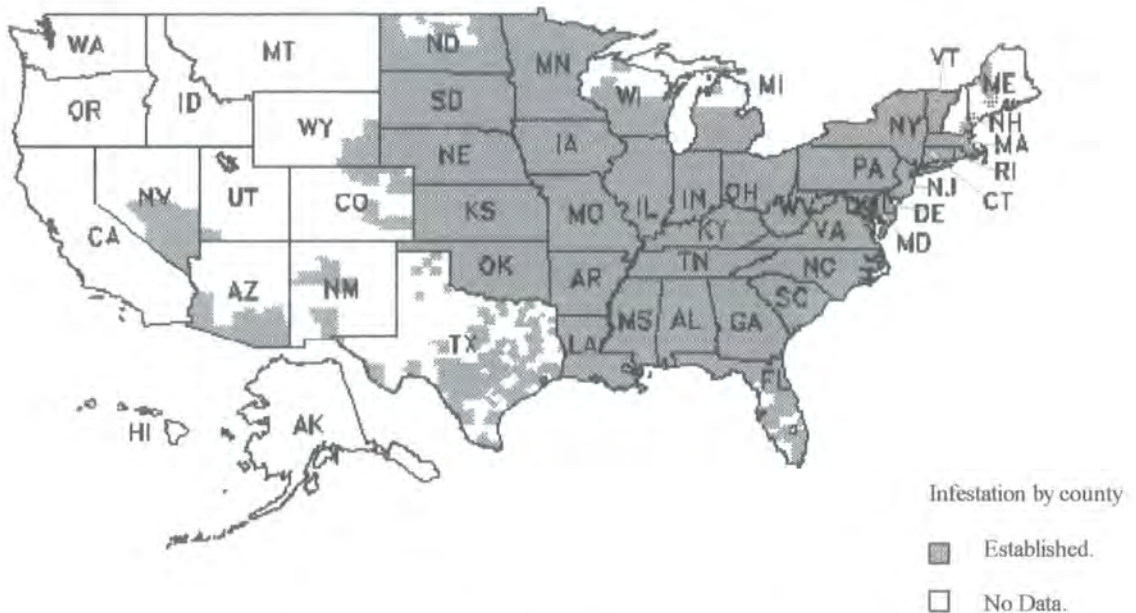 WA
MT
ND
MN
VT
ME
OR
ID
SD
WI
MI
NH
WY
NY
MA
NE
IA
PA
RI
NV
UT
CO
IL
IN
OH
NJ
CT
CA
KS
MO
WV
DE
KY
VA
MD
AZ
NM
OK
AR
TN
NC
SC
TX
MS
AL
GA
LA
FL
HI
AK
Infestation by county
Established.
No Data.